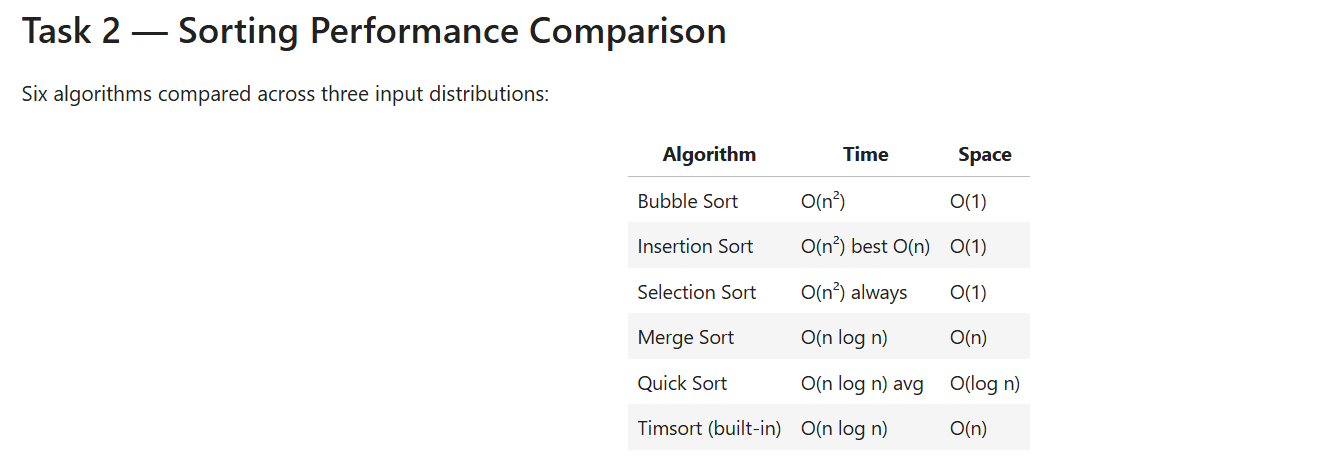 Task 2 — Sorting Performance Comparison
Six algorithms compared across three input distributions:
Algorithm Time Space
Bubble Sort O(n²) O(1)
Insertion Sort O(n²) best O(n) O(1)
Selection Sort O(n²) always O(1)
Merge Sort O(n log n) O(n)
Quick Sort O(n log n) avg O(log n)
Timsort (built-in) O(n log n) O(n)